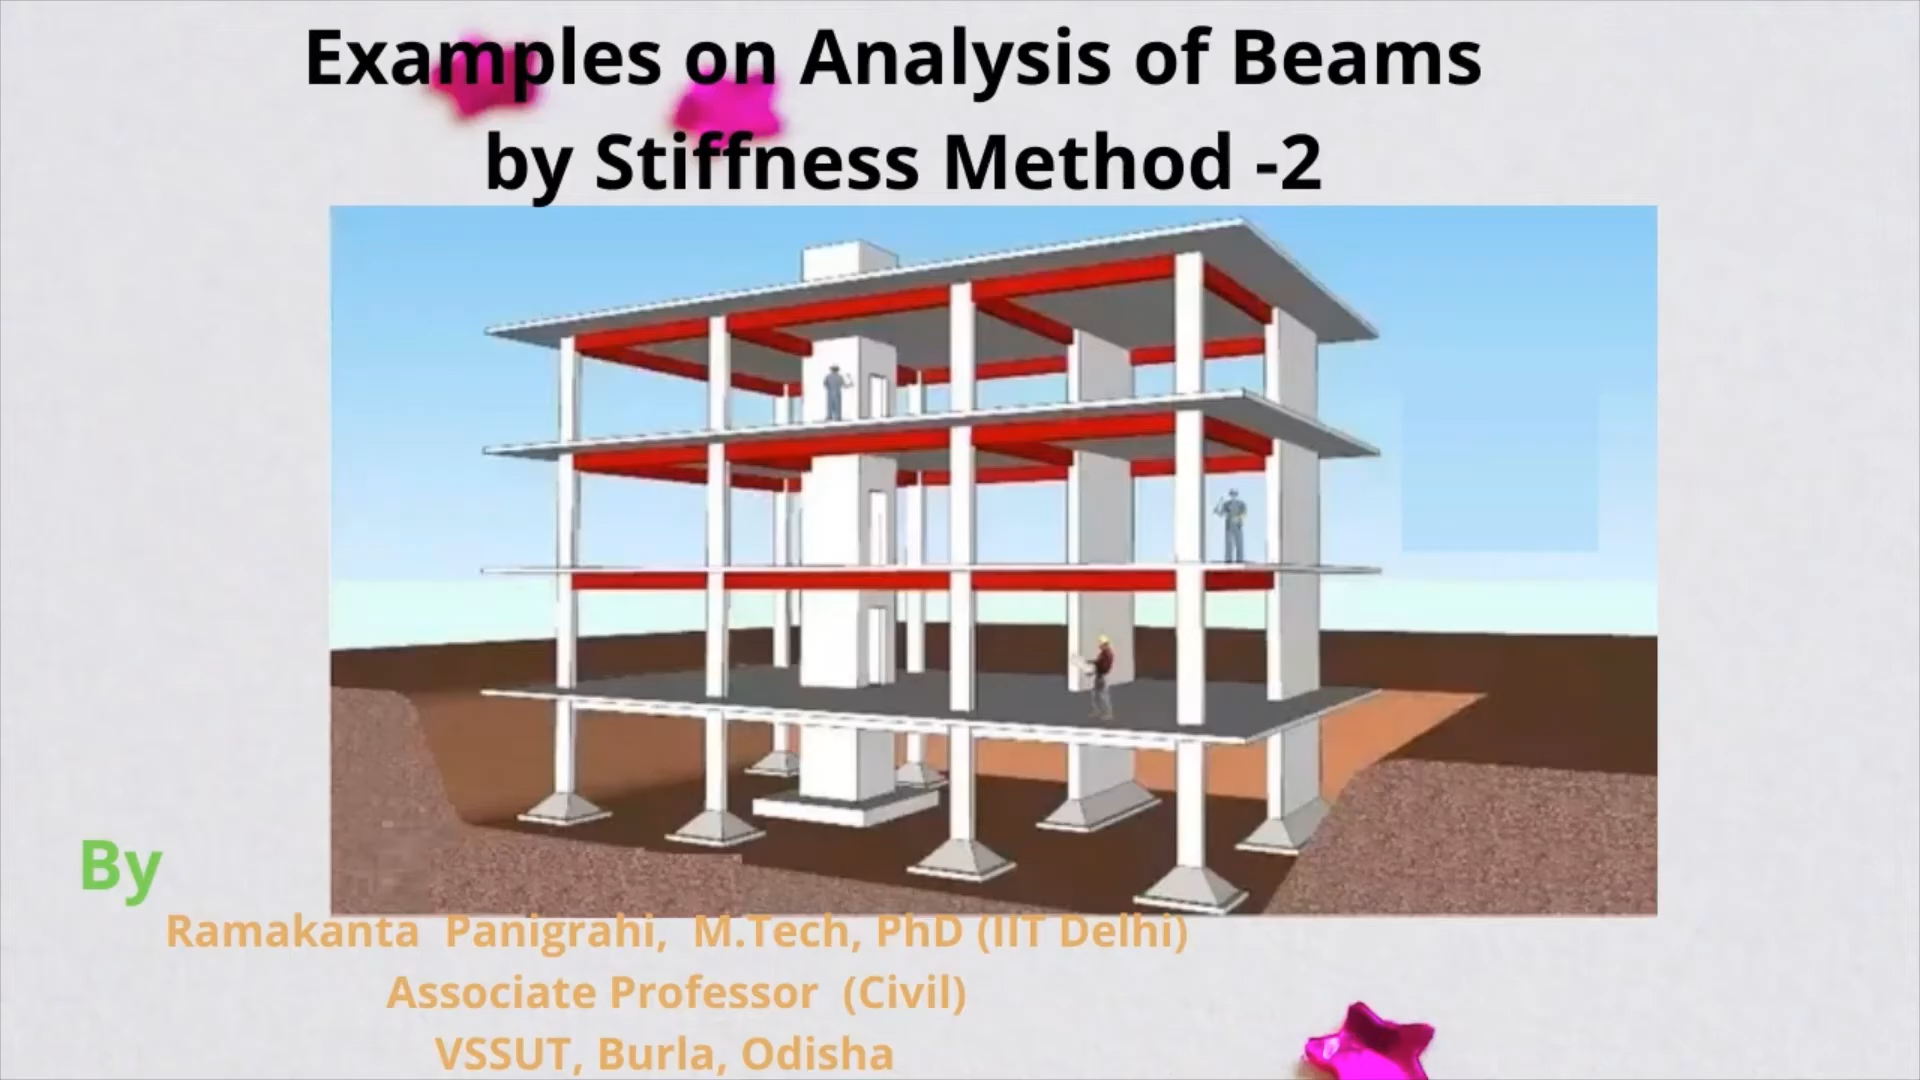 Examples on Analysis of Beams
by Stiffness Method -2
By
Ramakanta Panigrahi, M.Tech, PhD (IIT Delhi)
Associate Professor (Civil)
VSSUT, Burla, Odisha